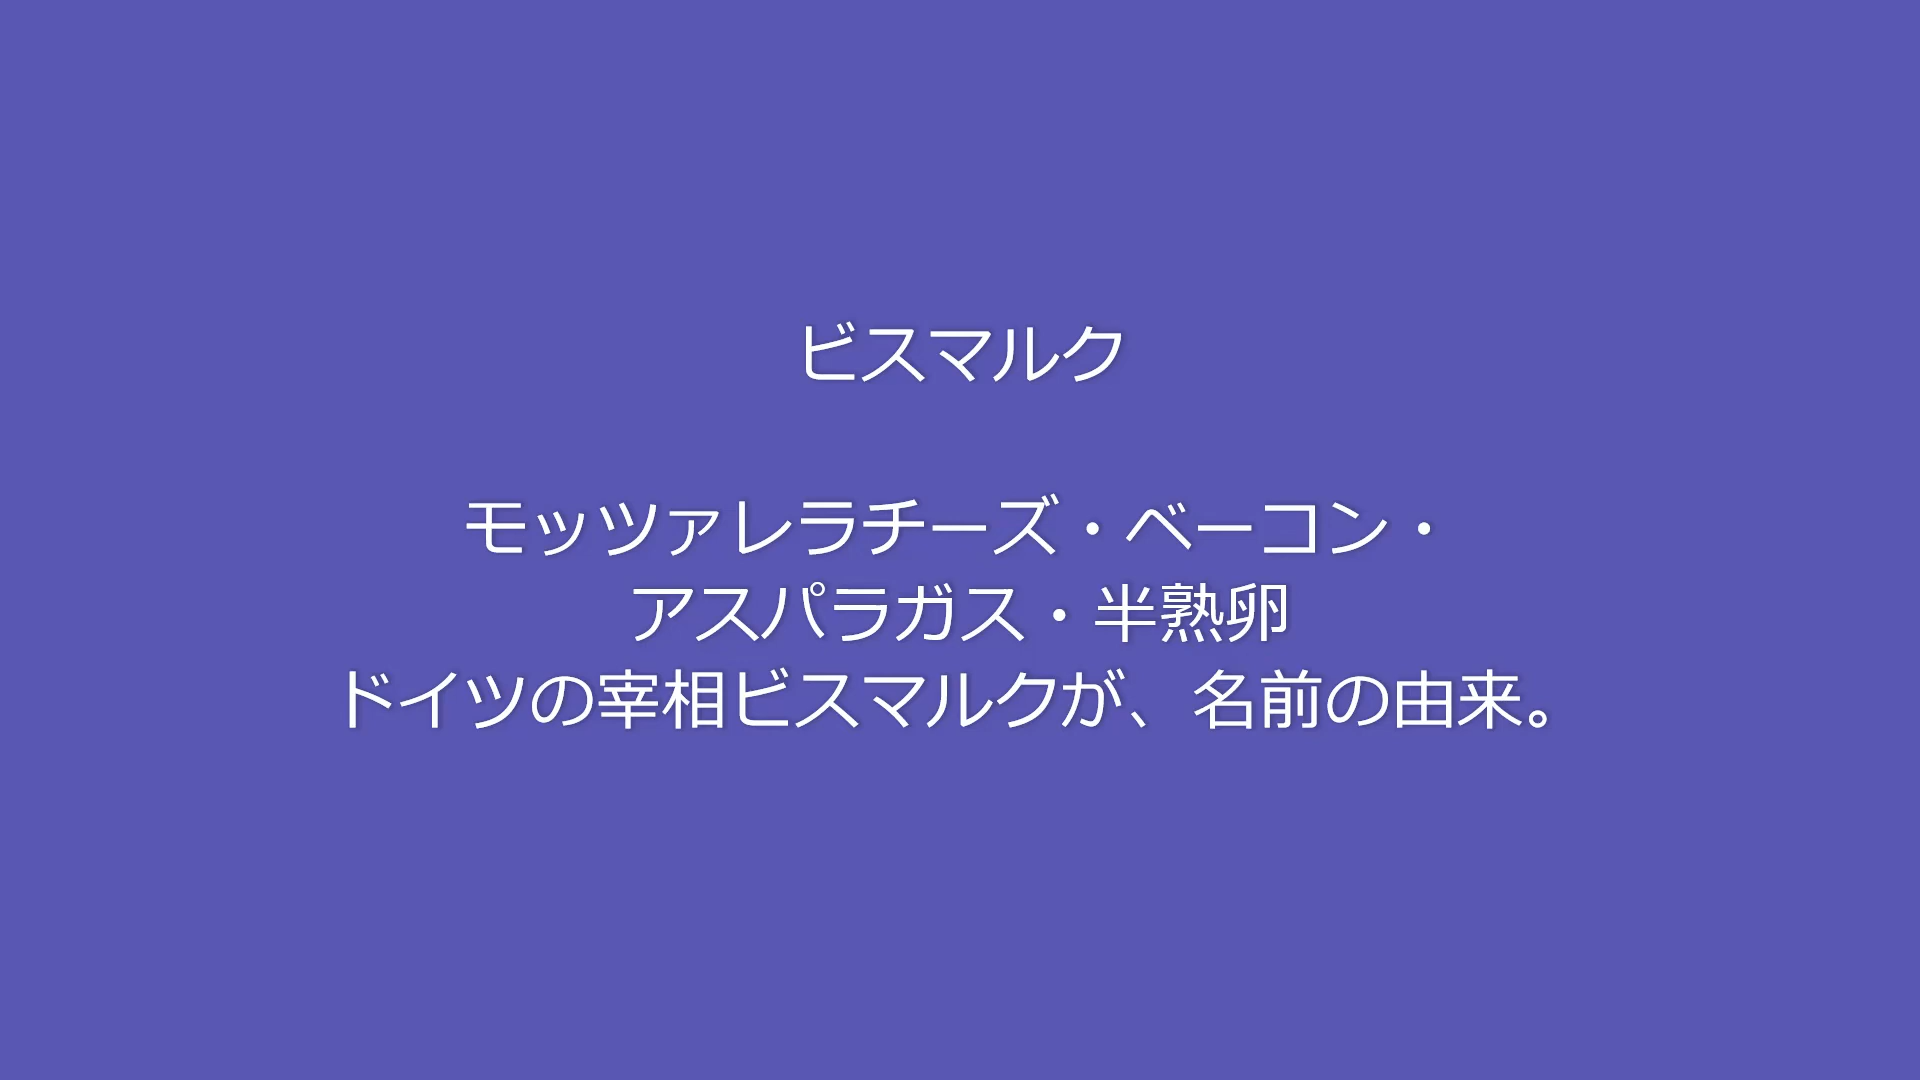 ビスマルク
モッツァレラチーズ・ベーコン・
アスパラガス・半熟卵
ドイツの宰相ビスマルクが、名前の由来。